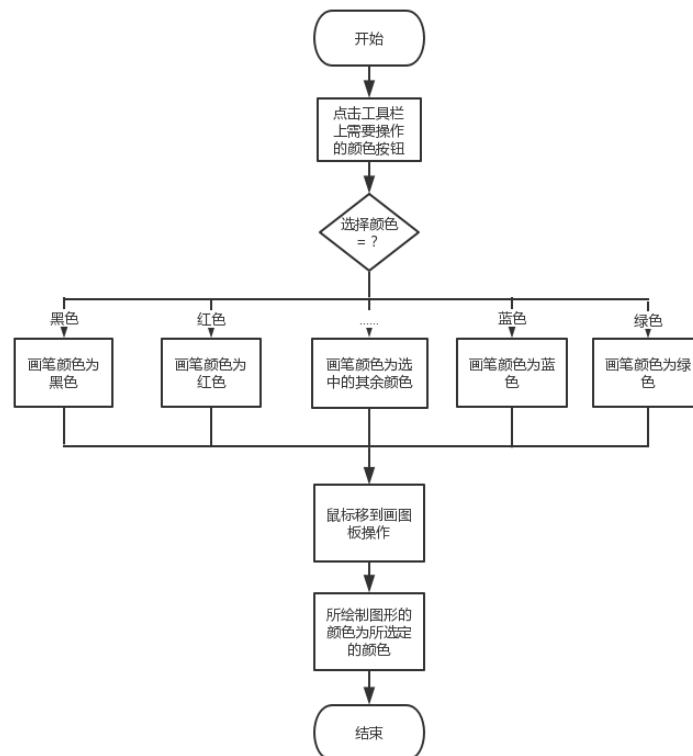 开始
点击工具栏
上需要操作
的颜色按钮
选择颜色
= ?
黑色
红色
......
蓝色
绿色
画笔颜色为
黑色
画笔颜色为
红色
画笔颜色为选
中的其余颜色
画笔颜色为蓝
色
画笔颜色为绿
色
鼠标移到画图
板操作
所绘制图形的
颜色为所选定
的颜色
结束